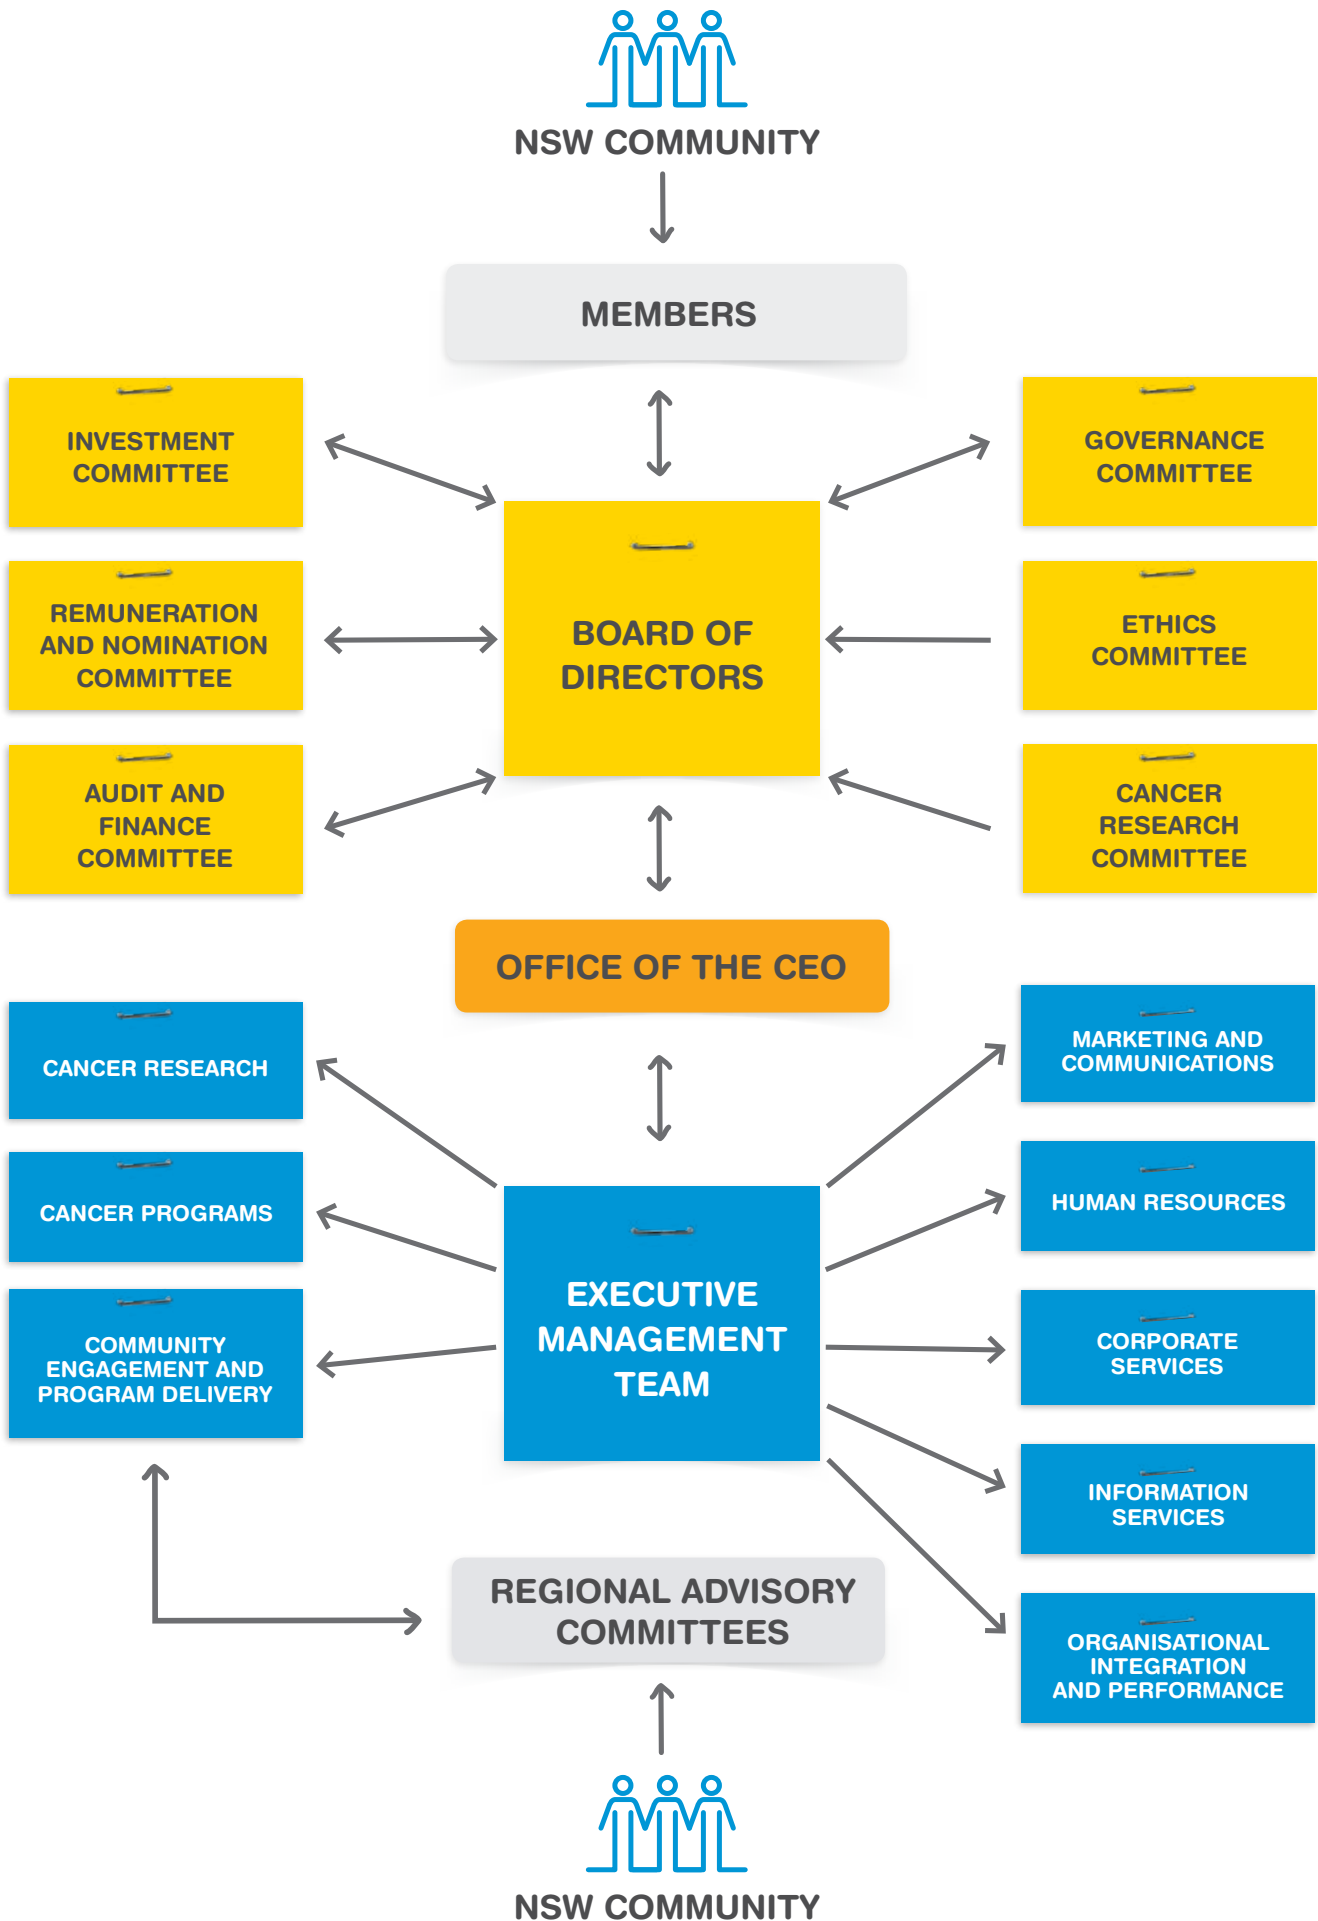 NSW COMMUNITY
MEMBERS
INVESTMENT
COMMITTEE
GOVERNANCE
COMMITTEE
REMUNERATION
AND NOMINATION
COMMITTEE
BOARD OF
DIRECTORS
ETHICS
COMMITTEE
AUDIT AND
FINANCE
COMMITTEE
CANCER
RESEARCH
COMMITTEE
OFFICE OF THE CEO
CANCER RESEARCH
MARKETING AND
COMMUNICATIONS
CANCER PROGRAMS
HUMAN RESOURCES
COMMUNITY
ENGAGEMENT AND
PROGRAM DELIVERY
EXECUTIVE
MANAGEMENT
TEAM
CORPORATE
SERVICES
INFORMATION
SERVICES
REGIONAL ADVISORY
COMMITTEES
ORGANISATIONAL
INTEGRATION
AND PERFORMANCE
NSW COMMUNITY